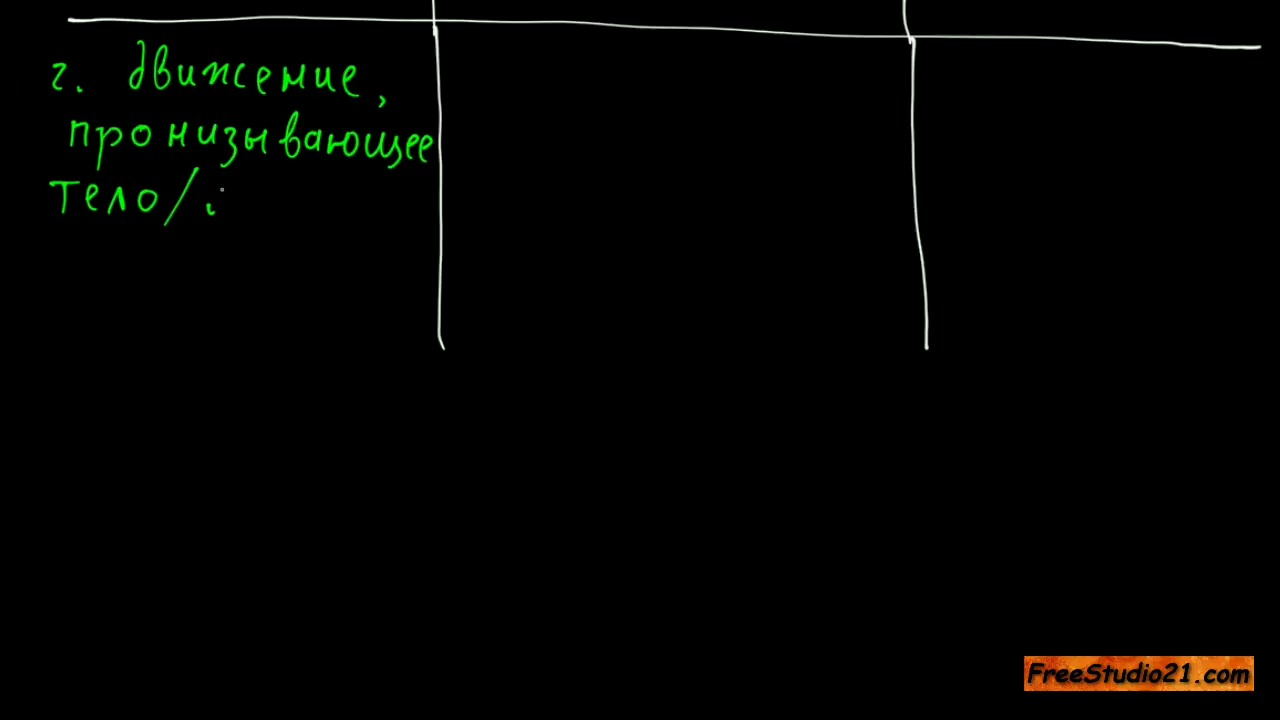 г. движение,
пронизывающее
тело/
FreeStudio21.com